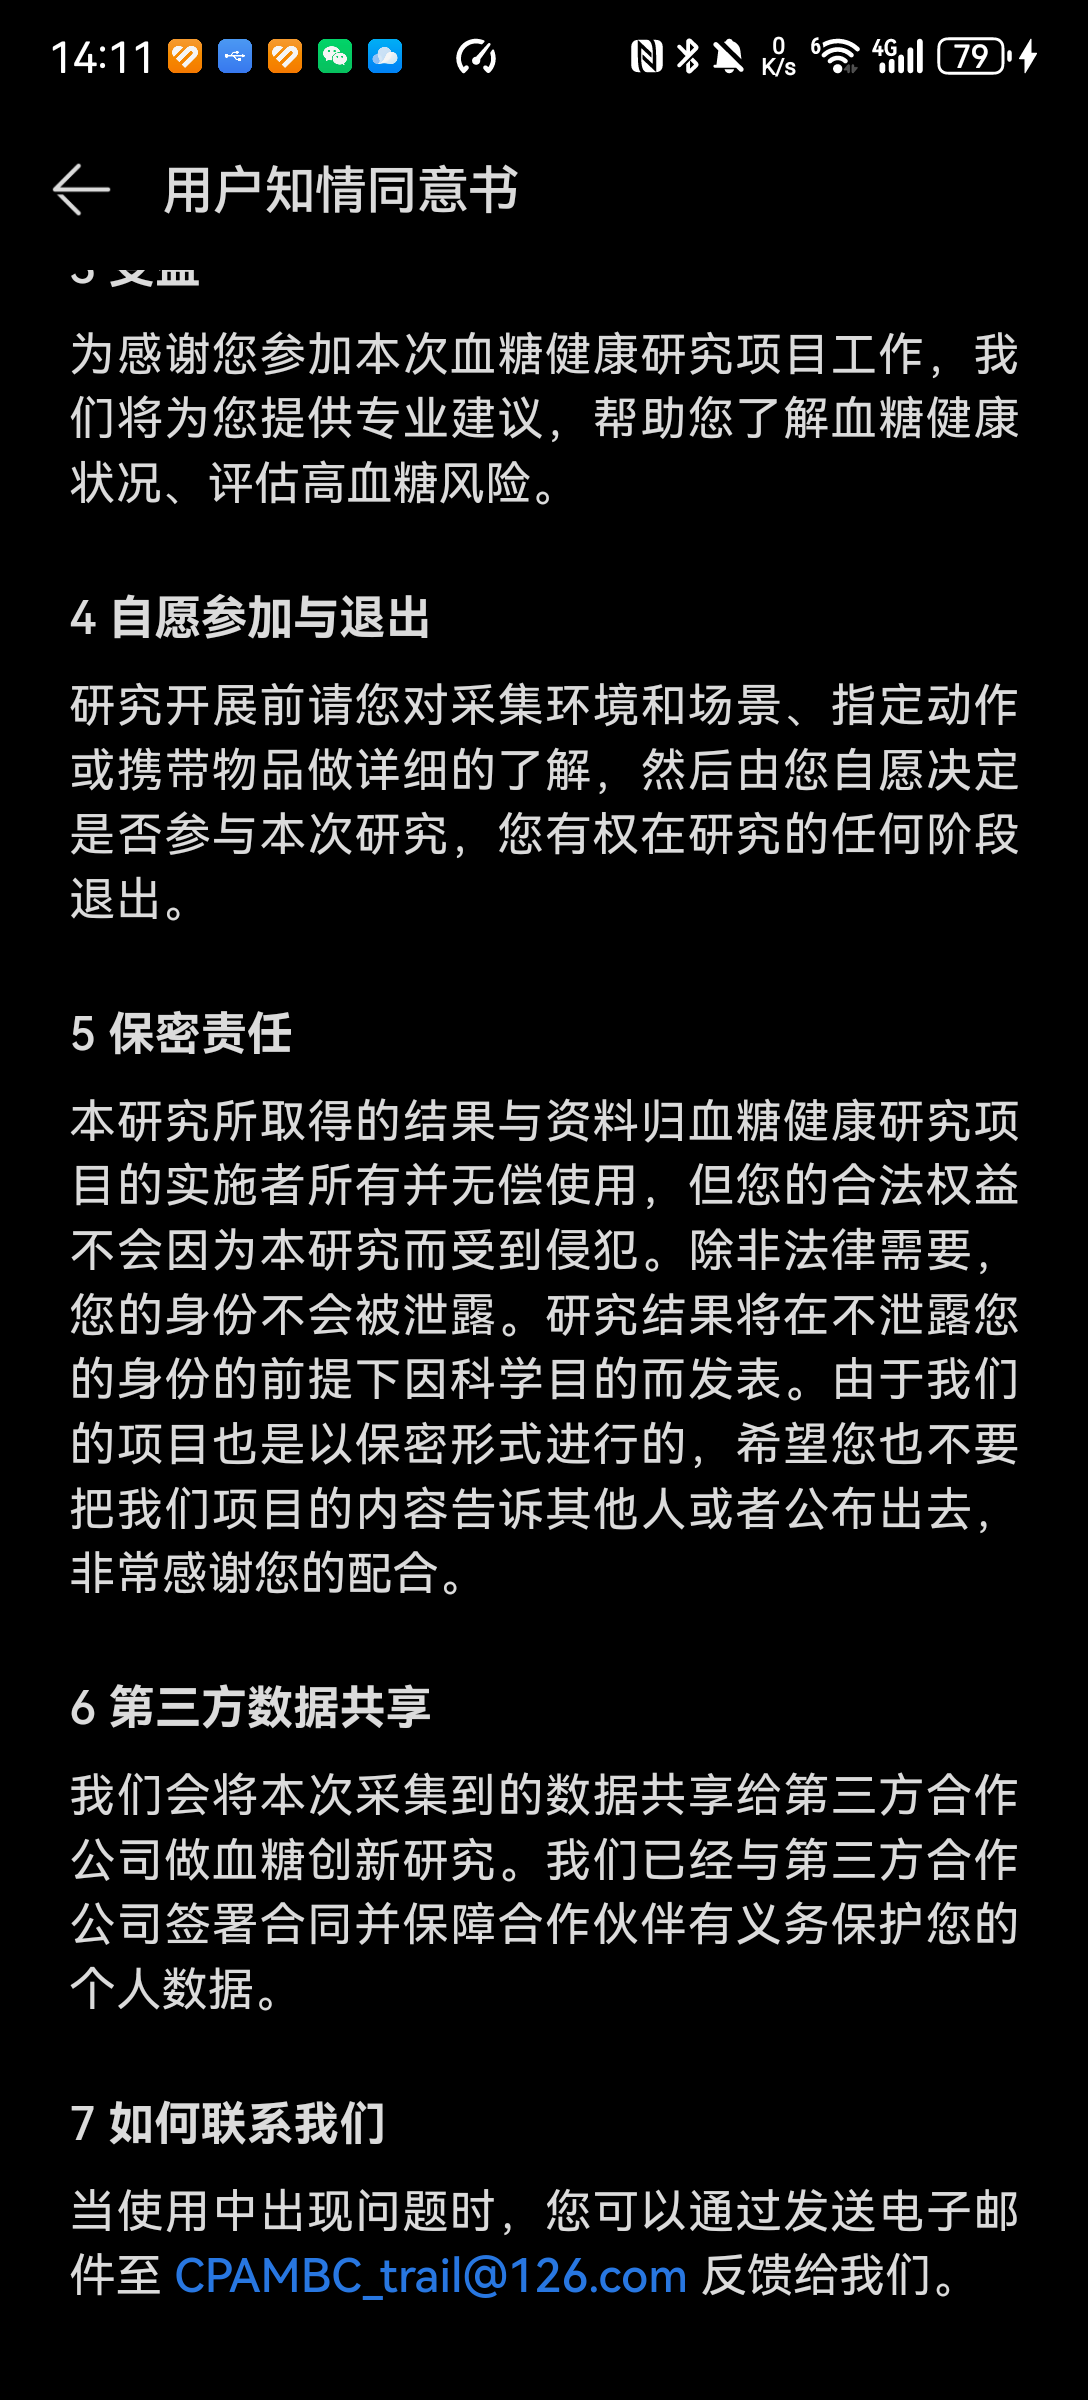 14:11
0
K/s
6
4G
79
用户知情同意书
为感谢您参加本次血糖健康研究项目工作，我
们将为您提供专业建议，帮助您了解血糖健康
状况、评估高血糖风险。
4 自愿参加与退出
研究开展前请您对采集环境和场景、指定动作
或携带物品做详细的了解，然后由您自愿决定
是否参与本次研究，您有权在研究的任何阶段
退出。
5 保密责任
本研究所取得的结果与资料归血糖健康研究项
目的实施者所有并无偿使用，但您的合法权益
不会因为本研究而受到侵犯。除非法律需要，
您的身份不会被泄露。研究结果将在不泄露您
的身份的前提下因科学目的而发表。由于我们
的项目也是以保密形式进行的，希望您也不要
把我们项目的内容告诉其他人或者公布出去，
非常感谢您的配合。
6 第三方数据共享
我们会将本次采集到的数据共享给第三方合作
公司做血糖创新研究。我们已经与第三方合作
公司签署合同并保障合作伙伴有义务保护您的
个人数据。
7 如何联系我们
当使用中出现问题时，您可以通过发送电子邮
件至 CPAMBC_trail@126.com 反馈给我们。